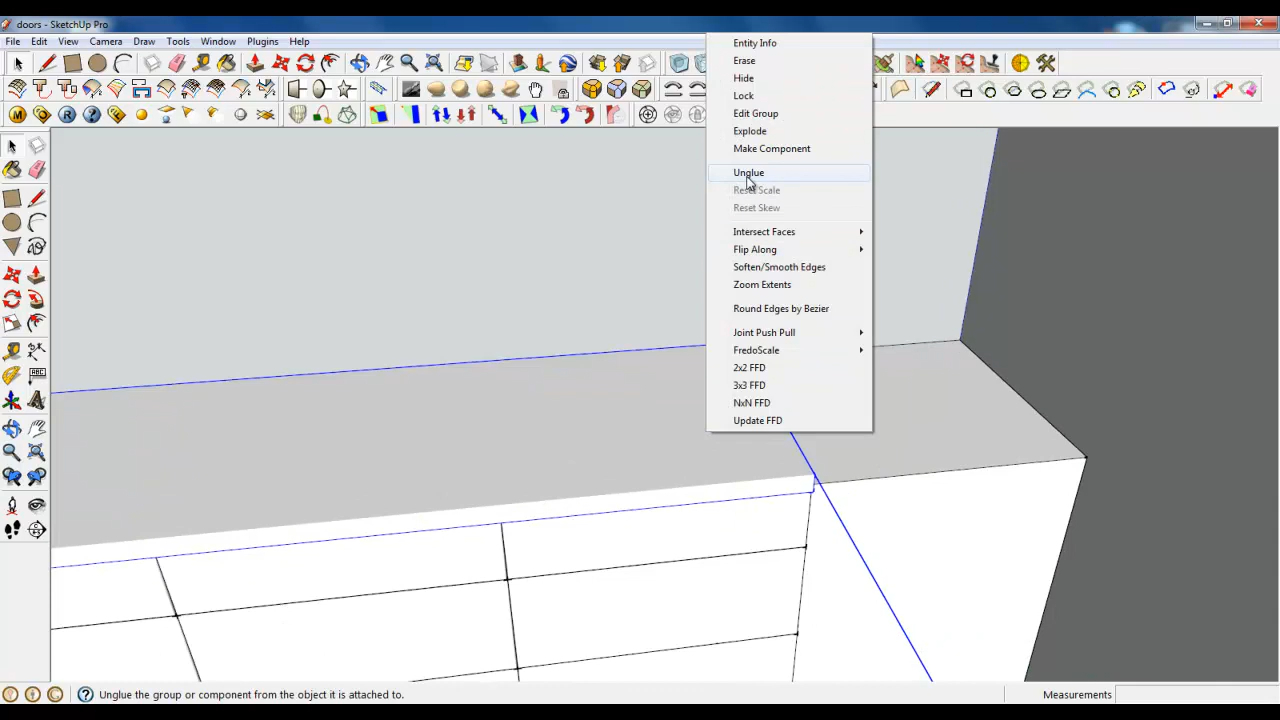 doors - SketchUp Pro
File Edit View Camera Draw Tools Window Plugins Help
Entity Info
Erase
Hide
Lock
Edit Group
Explode
Make Component
Unglue
Reset Scale
Reset Skew
Intersect Faces
Flip Along
Soften/Smooth Edges
Zoom Extents
Round Edges by Bezier
Joint Push Pull
FredoScale
2x2 FFD
3x3 FFD
NxN FFD
Update FFD
Unglue the group or component from the object it is attached to.
Measurements